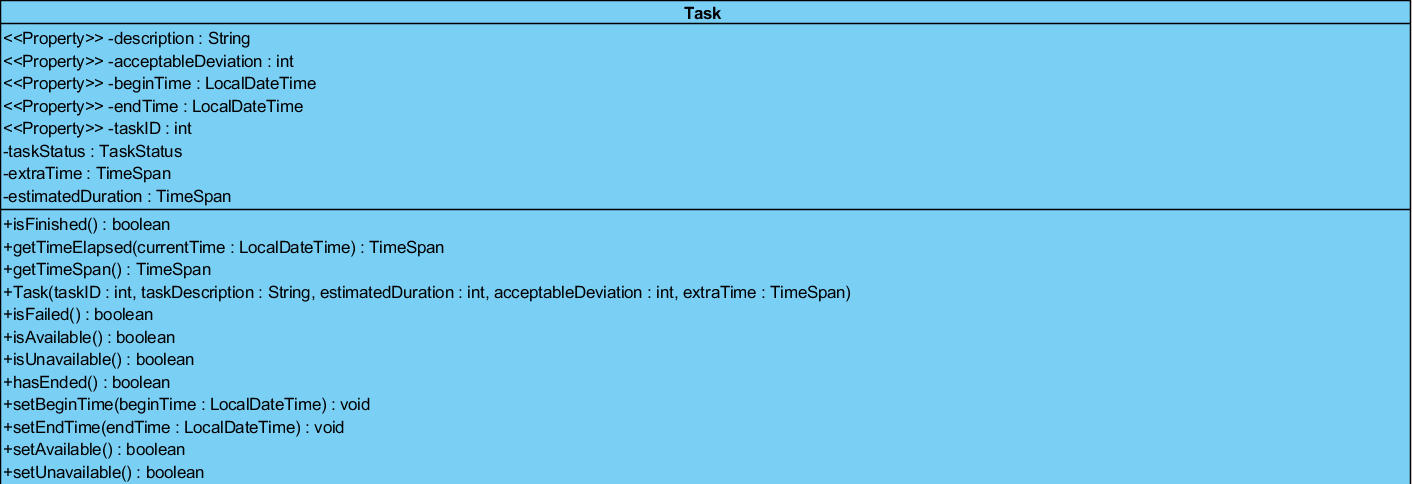 Task
<<Property>> -description : String
<<Property>> -acceptableDeviation : int
<<Property>> -beginTime : LocalDateTime
<<Property>> -endTime : LocalDateTime
<<Property>> -taskID : int
-taskStatus : TaskStatus
-extraTime : TimeSpan
-estimatedDuration : TimeSpan
+isFinished() : boolean
+getTimeElapsed(currentTime : LocalDateTime) : TimeSpan
+getTimeSpan() : TimeSpan
+Task(taskID : int, taskDescription : String, estimatedDuration : int, acceptableDeviation : int, extraTime : TimeSpan)
+isFailed() : boolean
+isAvailable() : boolean
+isUnavailable() : boolean
+hasEnded() : boolean
+setBeginTime(beginTime : LocalDateTime) : void
+setEndTime(endTime : LocalDateTime) : void
+setAvailable() : boolean
+setUnavailable() : boolean